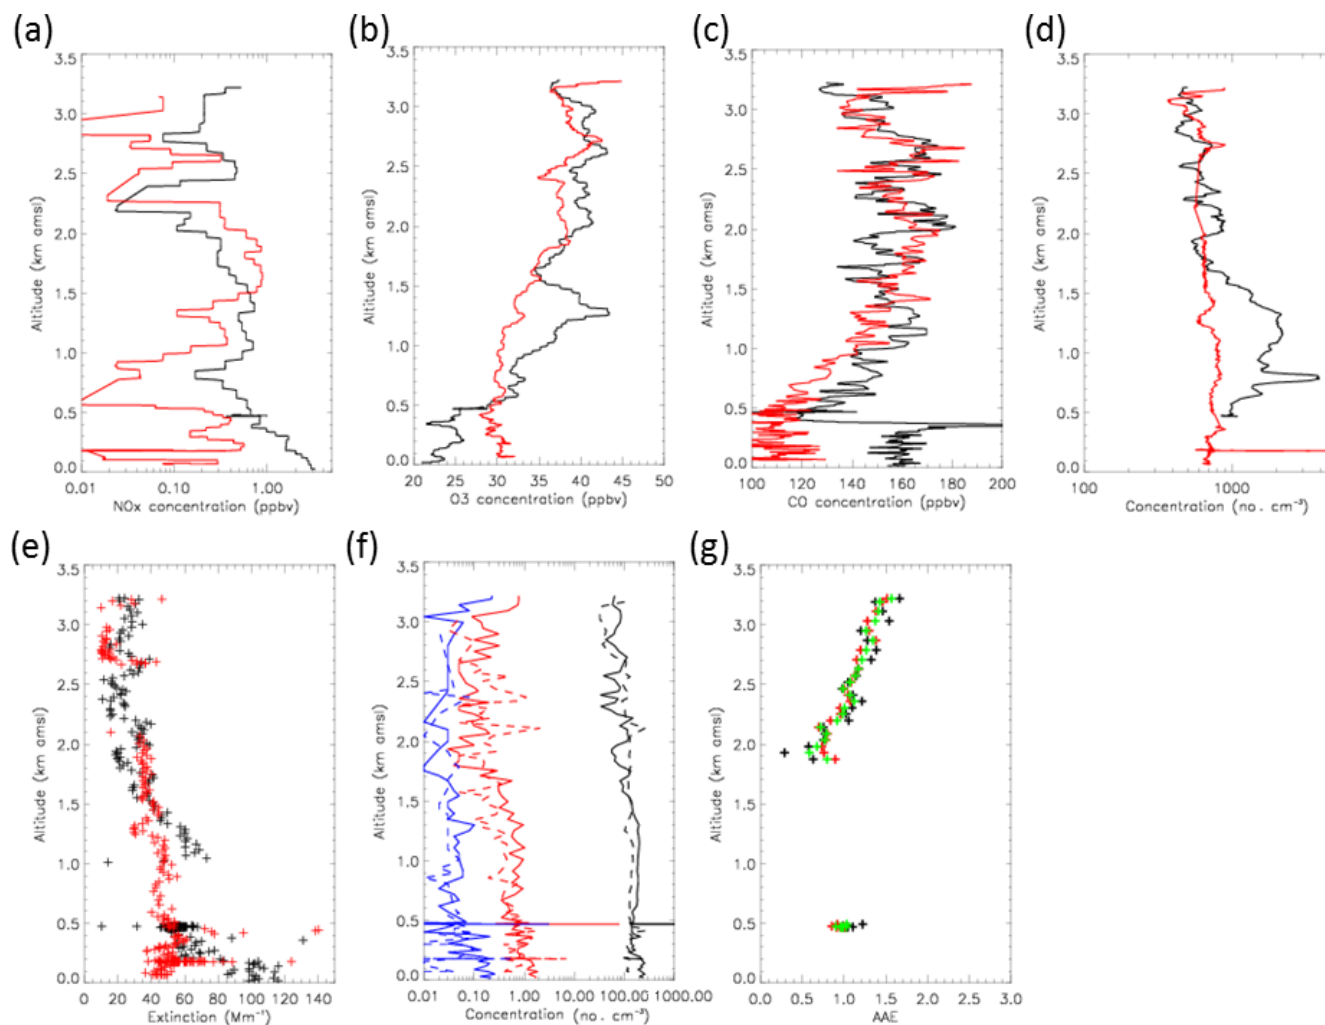 (a)
(b)
(c)
(d)
3.5
3.0
2.5
2.0
1.5
1.0
0.5
0.0
Altitude (km amsl)
0.01 0.10 1.00
NOx concentration (ppbv)
3.5
3.0
2.5
2.0
1.5
1.0
0.5
0.0
Altitude (km amsl)
20 25 30 35 40 45 50
O3 concentration (ppbv)
3.5
3.0
2.5
2.0
1.5
1.0
0.5
0.0
Altitude (km amsl)
100 120 140 160 180 200
CO concentration (ppbv)
3.5
3.0
2.5
2.0
1.5
1.0
0.5
0.0
Altitude (km amsl)
100 1000
Concentration (no. cm⁻³)
(e)
(f)
(g)
3.5
3.0
2.5
2.0
1.5
1.0
0.5
0.0
Altitude (km amsl)
0 20 40 60 80 100 120 140
Extinction (Mm⁻¹)
3.5
3.0
2.5
2.0
1.5
1.0
0.5
0.0
Altitude (km amsl)
0.01 0.10 1.00 10.00 100.00 1000.00
Concentration (no. cm⁻³)
3.5
3.0
2.5
2.0
1.5
1.0
0.5
0.0
Altitude (km amsl)
0.0 0.5 1.0 1.5 2.0 2.5 3.0
AAE